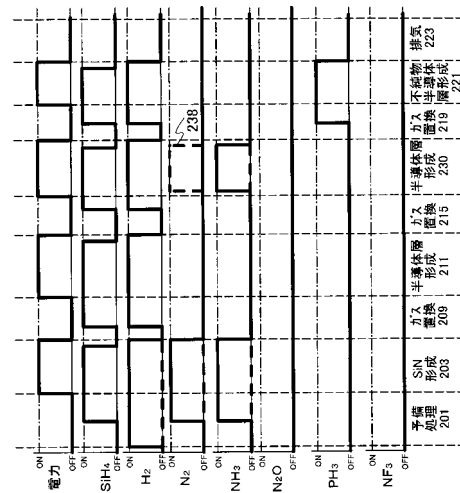 電力 ON OFF
SiH4 ON OFF
H2 ON OFF
N2 ON OFF
NH3 ON OFF
N2O ON OFF
PH3 ON OFF
NF3 ON OFF
238
予備
処理
201
SiN
形成
203
ガス
置換
209
半導体層
形成
211
ガス
置換
215
半導体層
形成
230
ガス
置換
219
不純物
半導体
層形成
221
排気
223